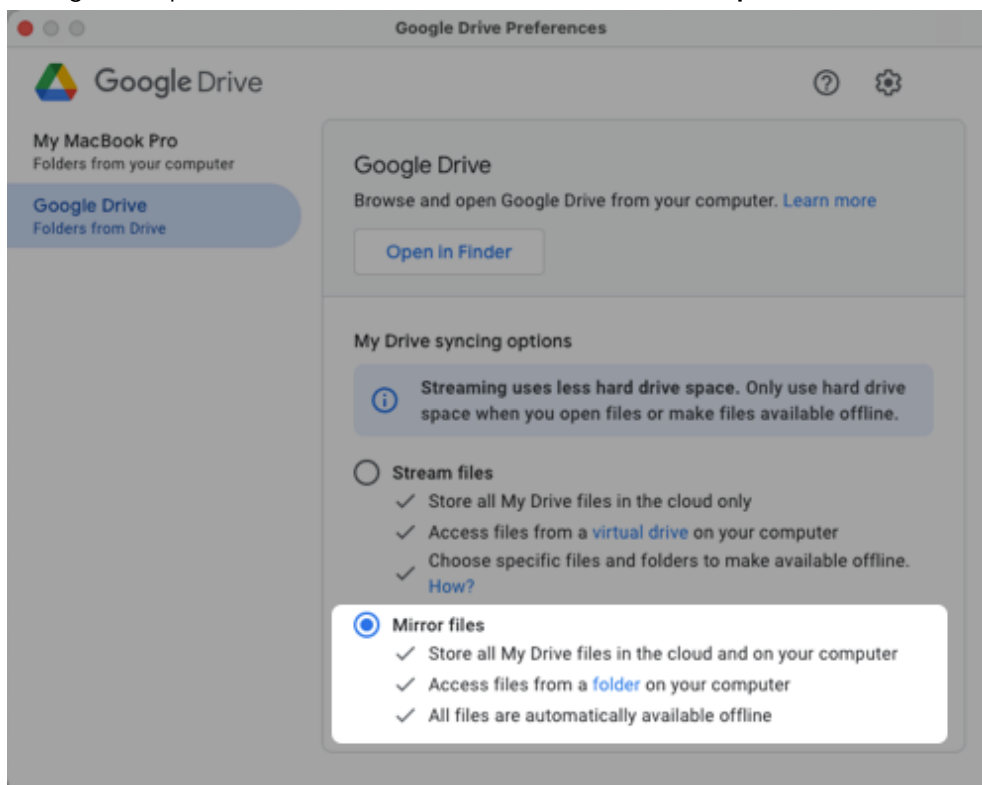 Google Drive Preferences
Google Drive
My MacBook Pro
Folders from your computer
Google Drive
Folders from Drive
Google Drive
Browse and open Google Drive from your computer. Learn more
Open in Finder
My Drive syncing options
Streaming uses less hard drive space. Only use hard drive
space when you open files or make files available offline.
Stream files
Store all My Drive files in the cloud only
Access files from a virtual drive on your computer
Choose specific files and folders to make available offline.
How?
Mirror files
Store all My Drive files in the cloud and on your computer
Access files from a folder on your computer
All files are automatically available offline